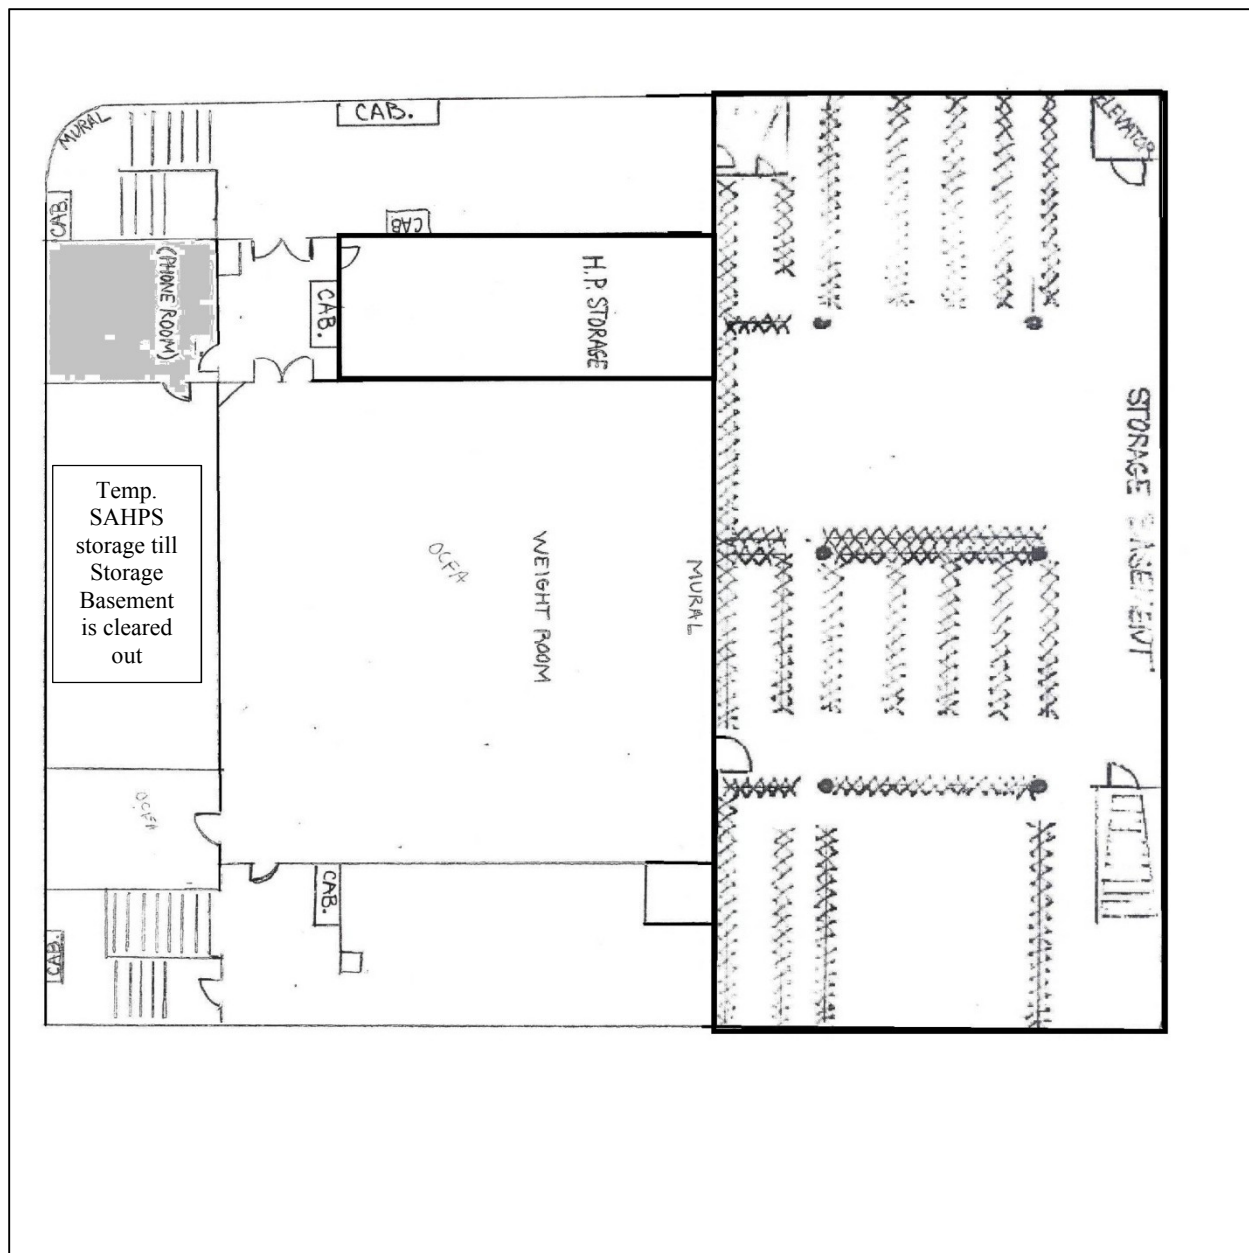 MURAL
CAB.
ELEVATOR
CAB.
CAB
(PHONE ROOM)
CAB.
H.P. STORAGE
STORAGE BASEMENT
Temp.
SAHPS
storage till
Storage
Basement
is cleared
out
OCFA
WEIGHT ROOM
MURAL
OCFA
CAB.
CAB.